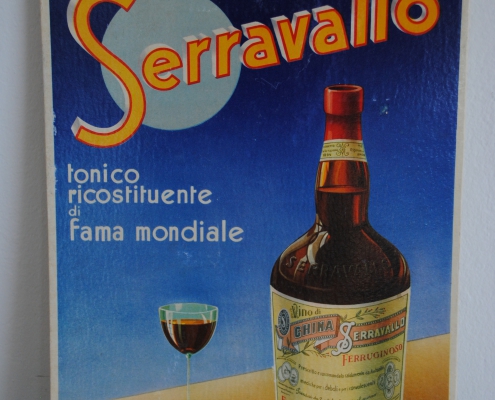 Serravallo
tonico
ricostituente
di
fama mondiale
SERRAVALLO
Vino di
CHINA SERRAVALLO
FERRUGINOSO